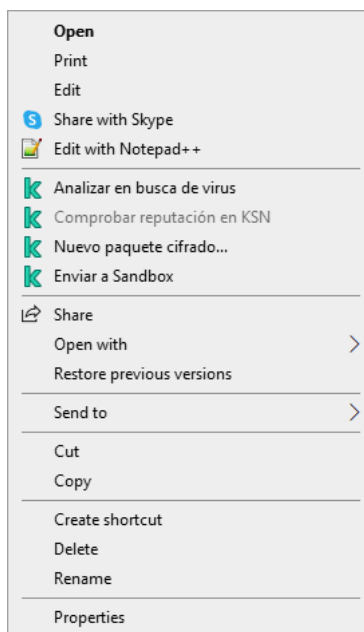 Open
Print
Edit
Share with Skype
Edit with Notepad++
Analizar en busca de virus
Comprobar reputación en KSN
Nuevo paquete cifrado...
Enviar a Sandbox
Share
Open with
Restore previous versions
Send to
Cut
Copy
Create shortcut
Delete
Rename
Properties